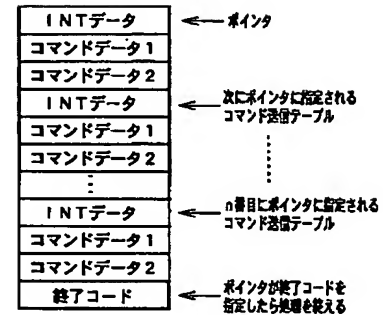 INTデータ
ポインタ
コマンドデータ1
コマンドデータ2
INTデータ
次にポインタに指定される
コマンド送信テーブル
コマンドデータ1
コマンドデータ2
INTデータ
n番目にポインタに指定される
コマンド送信テーブル
コマンドデータ1
コマンドデータ2
終了コード
ポインタが終了コードを
指定したら処理を終える